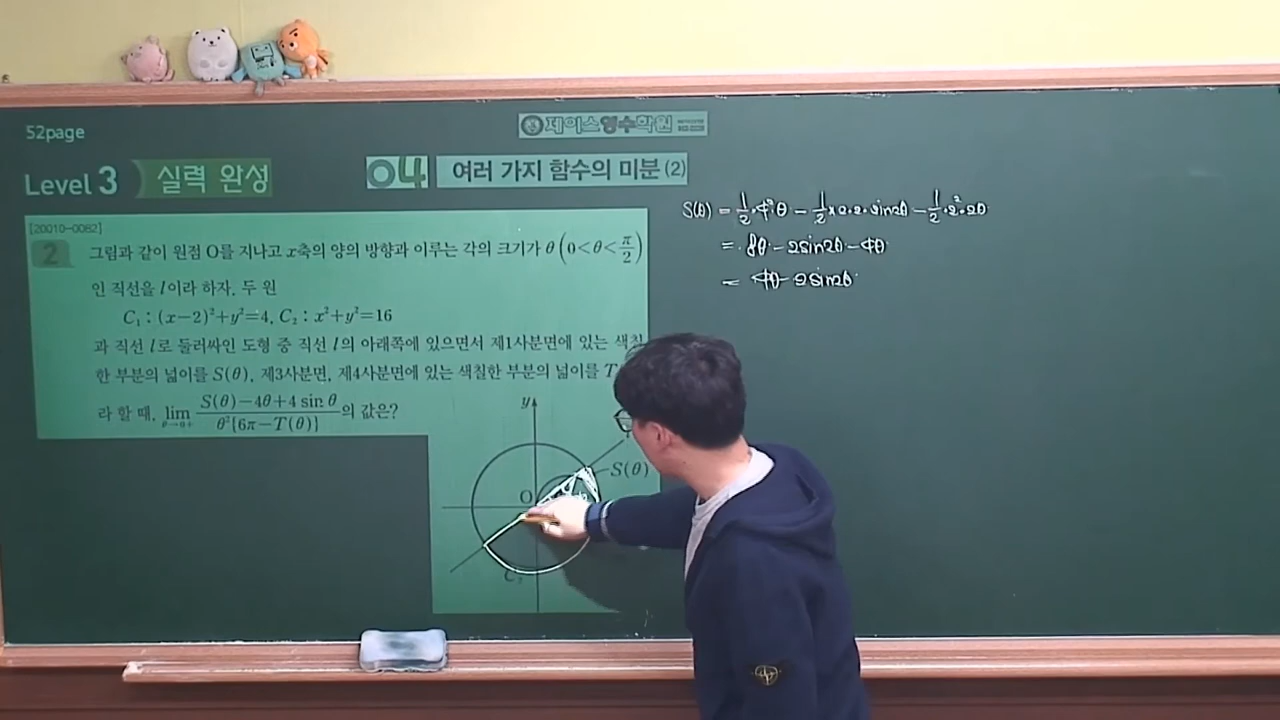 52page
제이스영수학원
Level 3 실력 완성
04 여러 가지 함수의 미분 (2)
[20010-0082]
2 그림과 같이 원점 O를 지나고 x축의 양의 방향과 이루는 각의 크기가 θ(0<θ<π/2)
인 직선을 l이라 하자. 두 원
C₁ : (x−2)²+y²=4, C₂ : x²+y²=16
과 직선 l로 둘러싸인 도형 중 직선 l의 아래쪽에 있으면서 제1사분면에 있는 색칠
한 부분의 넓이를 S(θ), 제3사분면, 제4사분면에 있는 색칠한 부분의 넓이를 T
라 할 때, lim θ→0+ S(θ)−4θ+4 sin θ / θ²{6π−T(θ)} 의 값은?
y
S(θ)
O
C₂
S(θ) = 1/2·4²·θ − 1/2×2·2·sin2θ − 1/2·2²·2θ
= 8θ − 2sin2θ − 4θ
= 4θ − 2sin2θ